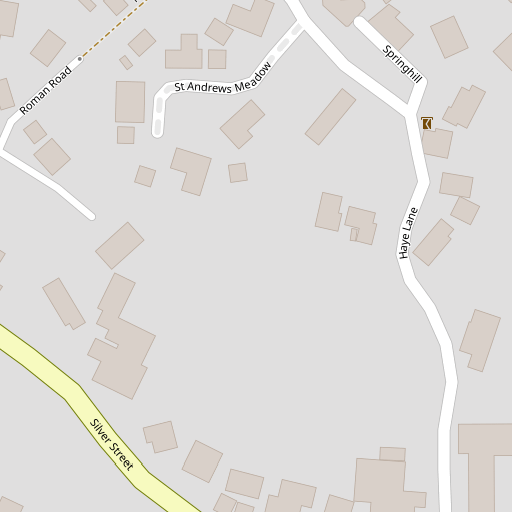 Springhill
Roman Road
St Andrews Meadow
Haye Lane
Silver Street